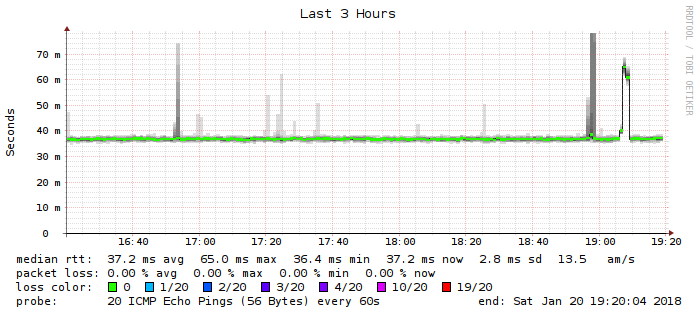 Last 3 Hours
RRDTOOL / TOBI OETIKER
Seconds
70 m
60 m
50 m
40 m
30 m
20 m
10 m
0
16:40 17:00 17:20 17:40 18:00 18:20 18:40 19:00 19:20
median rtt: 37.2 ms avg 65.0 ms max 36.4 ms min 37.2 ms now 2.8 ms sd 13.5 am/s
packet loss: 0.00 % avg 0.00 % max 0.00 % min 0.00 % now
loss color: 0 1/20 2/20 3/20 4/20 10/20 19/20
probe: 20 ICMP Echo Pings (56 Bytes) every 60s end: Sat Jan 20 19:20:04 2018